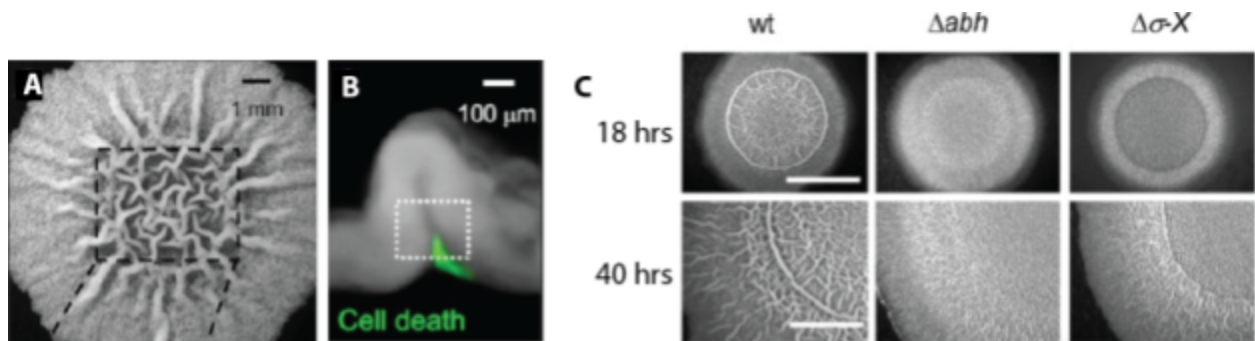 A
1 mm
B
100 μm
Cell death
C
wt
Δabh
Δσ-X
18 hrs
40 hrs